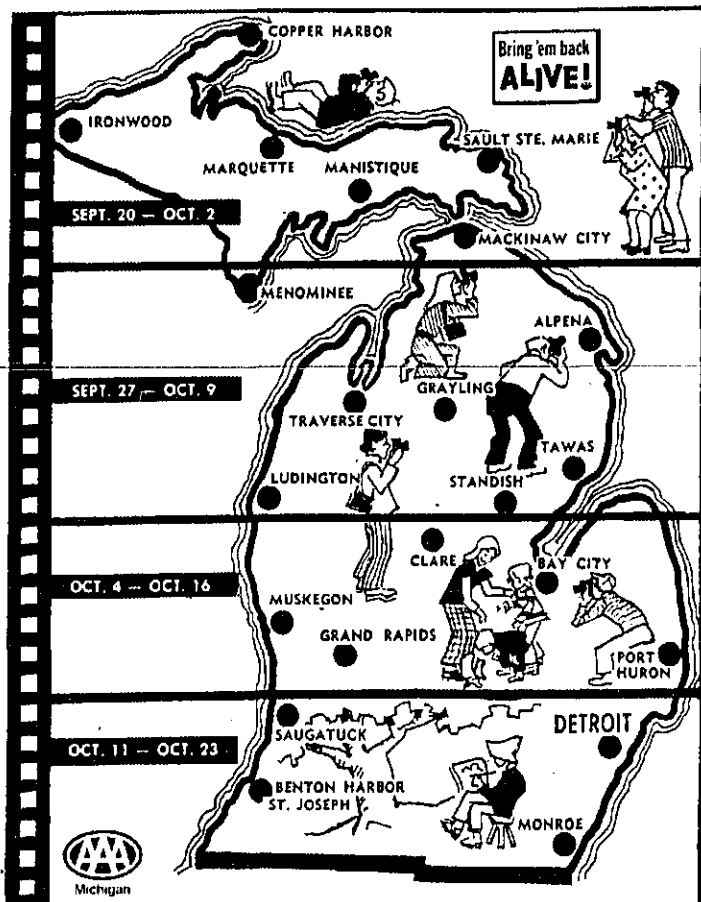 COPPER HARBOR
Bring 'em back
ALIVE!
IRONWOOD
MARQUETTE
MANISTIQUE
SAULT STE. MARIE
SEPT. 20 — OCT. 2
MACKINAW CITY
MENOMINEE
ALPENA
SEPT. 27 — OCT. 9
GRAYLING
TRAVERSE CITY
TAWAS
LUDINGTON
STANDISH
CLARE
BAY CITY
OCT. 4 — OCT. 16
MUSKEGON
GRAND RAPIDS
PORT
HURON
SAUGATUCK
DETROIT
OCT. 11 — OCT. 23
BENTON HARBOR
ST. JOSEPH
MONROE
AAA
Michigan